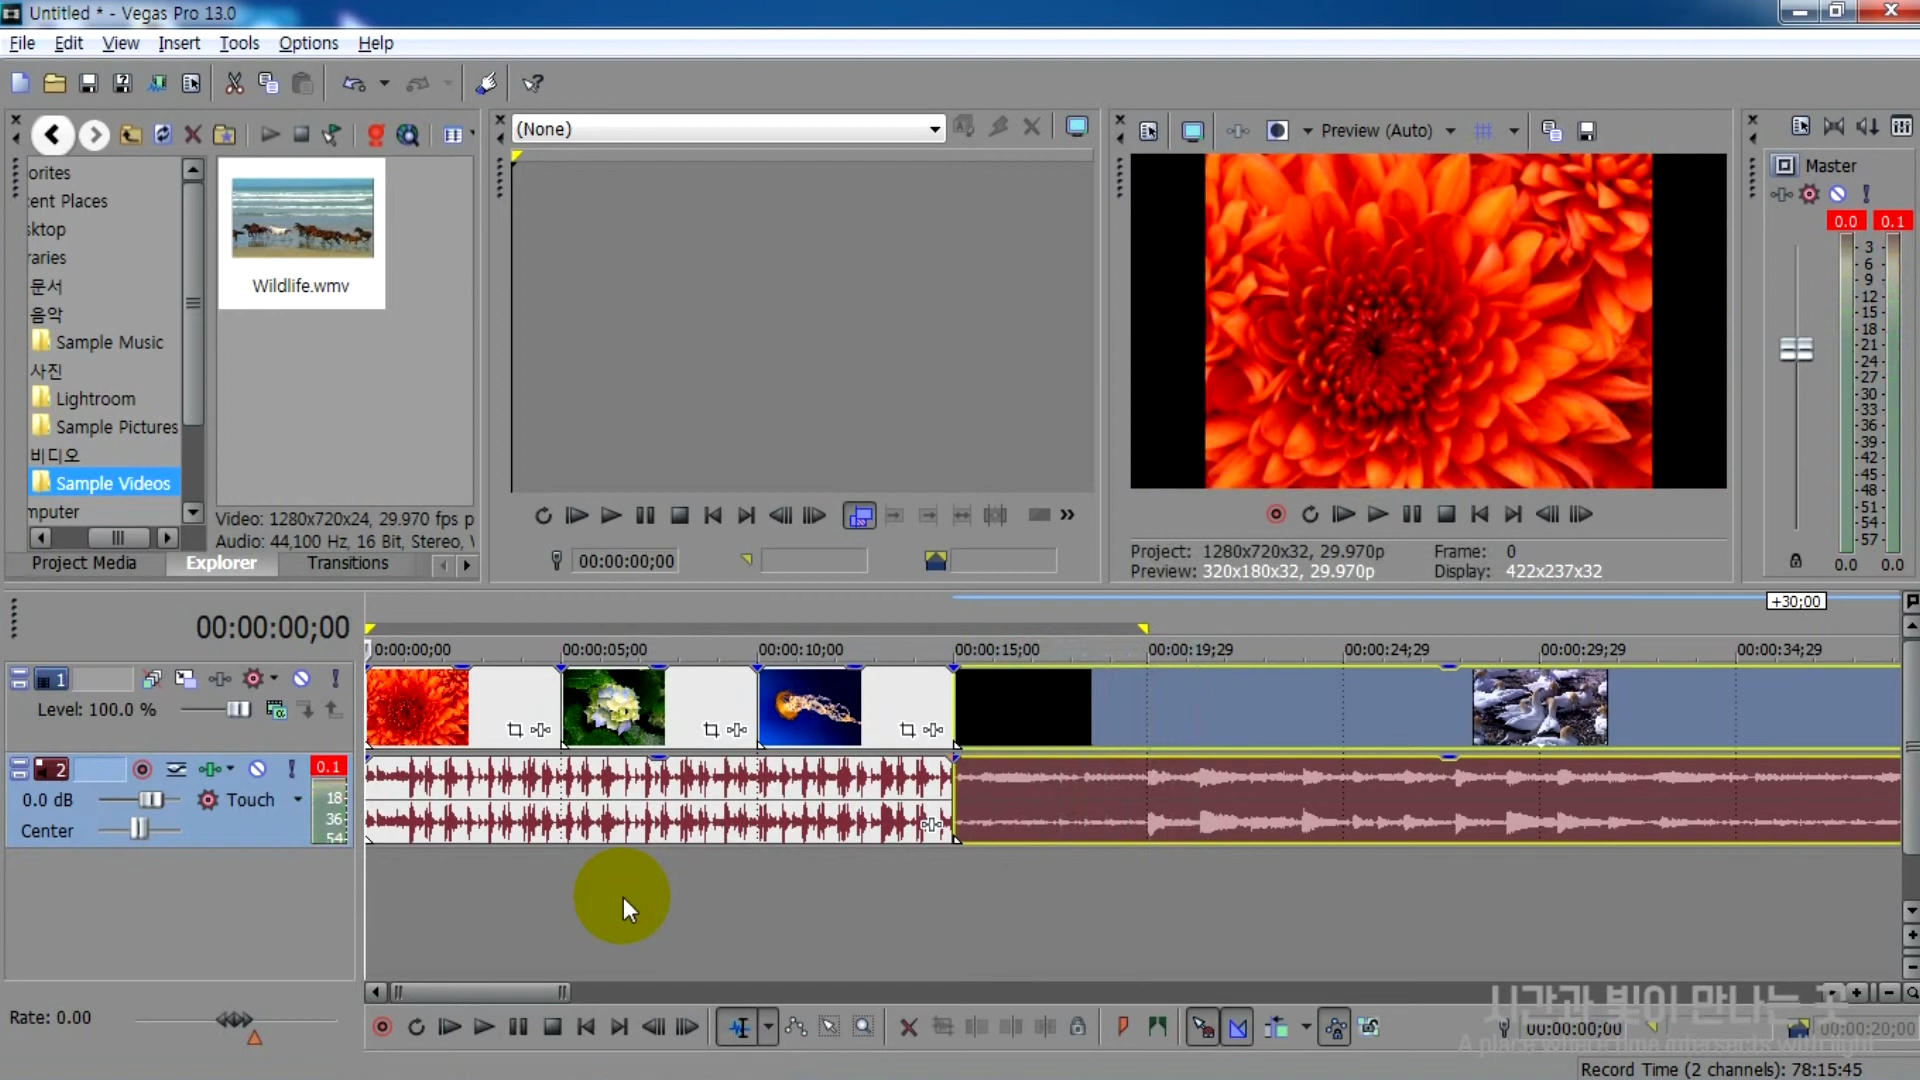 Untitled * - Vegas Pro 13.0
File Edit View Insert Tools Options Help
(None)
Preview (Auto)
Master
orites
ent Places
sktop
raries
문서
음악
Sample Music
사진
Lightroom
Sample Pictures
비디오
Sample Videos
mputer
Wildlife.wmv
Video: 1280x720x24, 29.970 fps p
Audio: 44,100 Hz, 16 Bit, Stereo,
Project Media Explorer Transitions
00:00:00;00
Project: 1280x720x32, 29.970p
Preview: 320x180x32, 29.970p
Frame: 0
Display: 422x237x32
0.0 0.1
3
6
9
12
15
18
21
24
27
30
33
36
39
42
45
48
51
54
57
0.0 0.0
00:00:00;00
+30;00
0:00:00;00 00:00:05;00 00:00:10;00 00:00:15;00 00:00:19;29 00:00:24;29 00:00:29;29 00:00:34;29
1
Level: 100.0 %
2
0.1
0.0 dB Touch
Center
18
36
54
Rate: 0.00
시간과 빛이 만나는 곳
A place where time intersects with light
00:00:00;00 00:00:20;00
Record Time (2 channels): 78:15:45